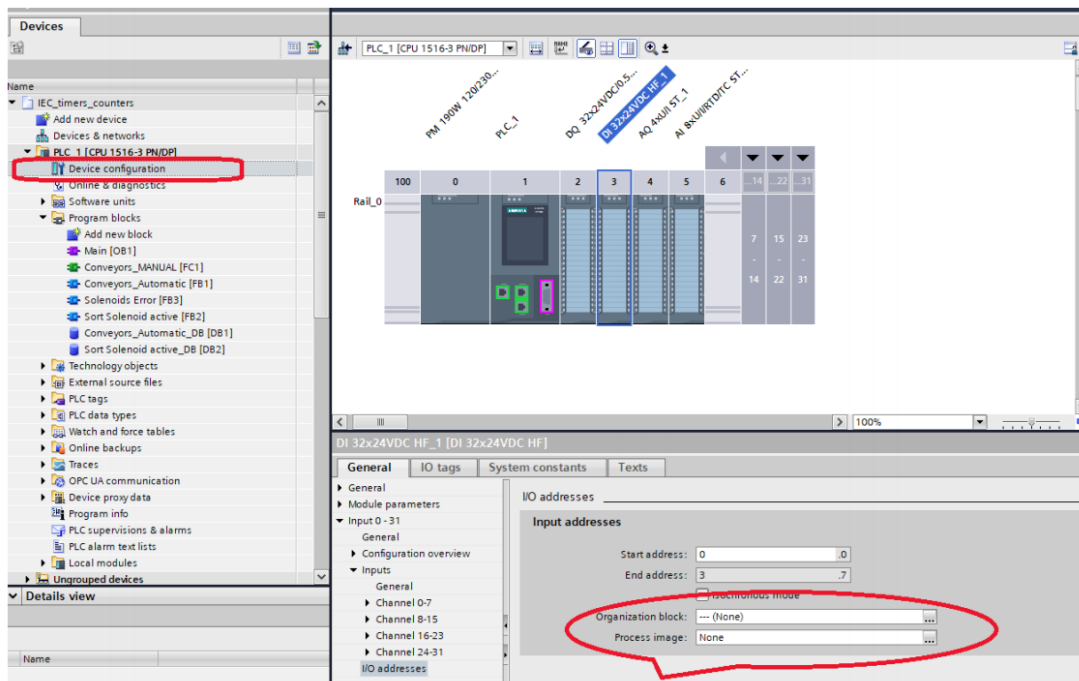 Devices
Name
IEC_timers_counters
Add new device
Devices & networks
PLC_1 [CPU 1516-3 PN/DP]
Device configuration
Online & diagnostics
Software units
Program blocks
Add new block
Main [OB1]
Conveyors_MANUAL [FC1]
Conveyors_Automatic [FB1]
Solenoids Error [FB3]
Sort Solenoid active [FB2]
Conveyors_Automatic_DB [DB1]
Sort Solenoid active_DB [DB2]
Technology objects
External source files
PLC tags
PLC data types
Watch and force tables
Online backups
Traces
OPC UA communication
Device proxy data
Program info
PLC supervisions & alarms
PLC alarm text lists
Local modules
Ungrouped devices
Details view
Name
PLC_1 [CPU 1516-3 PN/DP]
PM 190W 120/230...
PLC_1
DQ 32x24VDC/0.5...
DI 32x24VDC HF_1
AQ 4xU/I ST_1
AI 8xU/I/RTD/TC ST...
100 0 1 2 3 4 5 6 ...14 ...22 ...31
Rail_0
7 15 23
- - -
14 22 31
SIEMENS
100%
DI 32x24VDC HF_1 [DI 32x24VDC HF]
General IO tags System constants Texts
General
Module parameters
Input 0 - 31
General
Configuration overview
Inputs
General
Channel 0-7
Channel 8-15
Channel 16-23
Channel 24-31
I/O addresses
I/O addresses
Input addresses
Start address: 0 .0
End address: 3 .7
Isochronous mode
Organization block: --- (None) ...
Process image: None ...